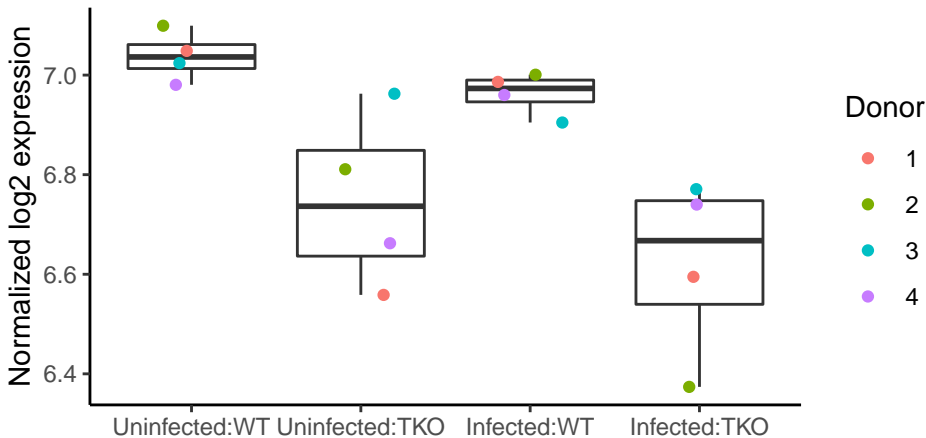 Normalized log2 expression
7.0
6.8
6.6
6.4
Uninfected:WT Uninfected:TKO Infected:WT Infected:TKO
Donor
1
2
3
4